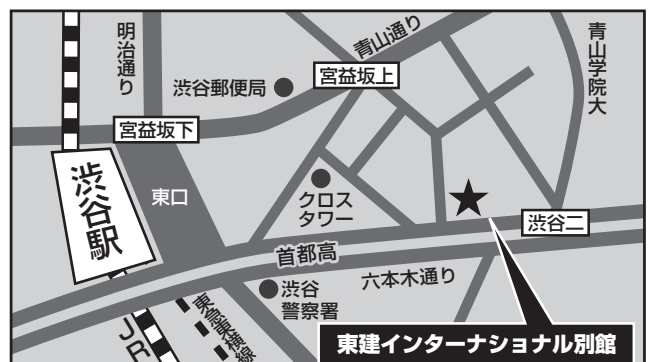 明治通り
青山通り
青山学院大
渋谷郵便局
宮益坂上
宮益坂下
渋谷駅
東口
クロス
タワー
渋谷二
首都高
六本木通り
渋谷
警察署
東急東横線
JR
東建インターナショナル別館